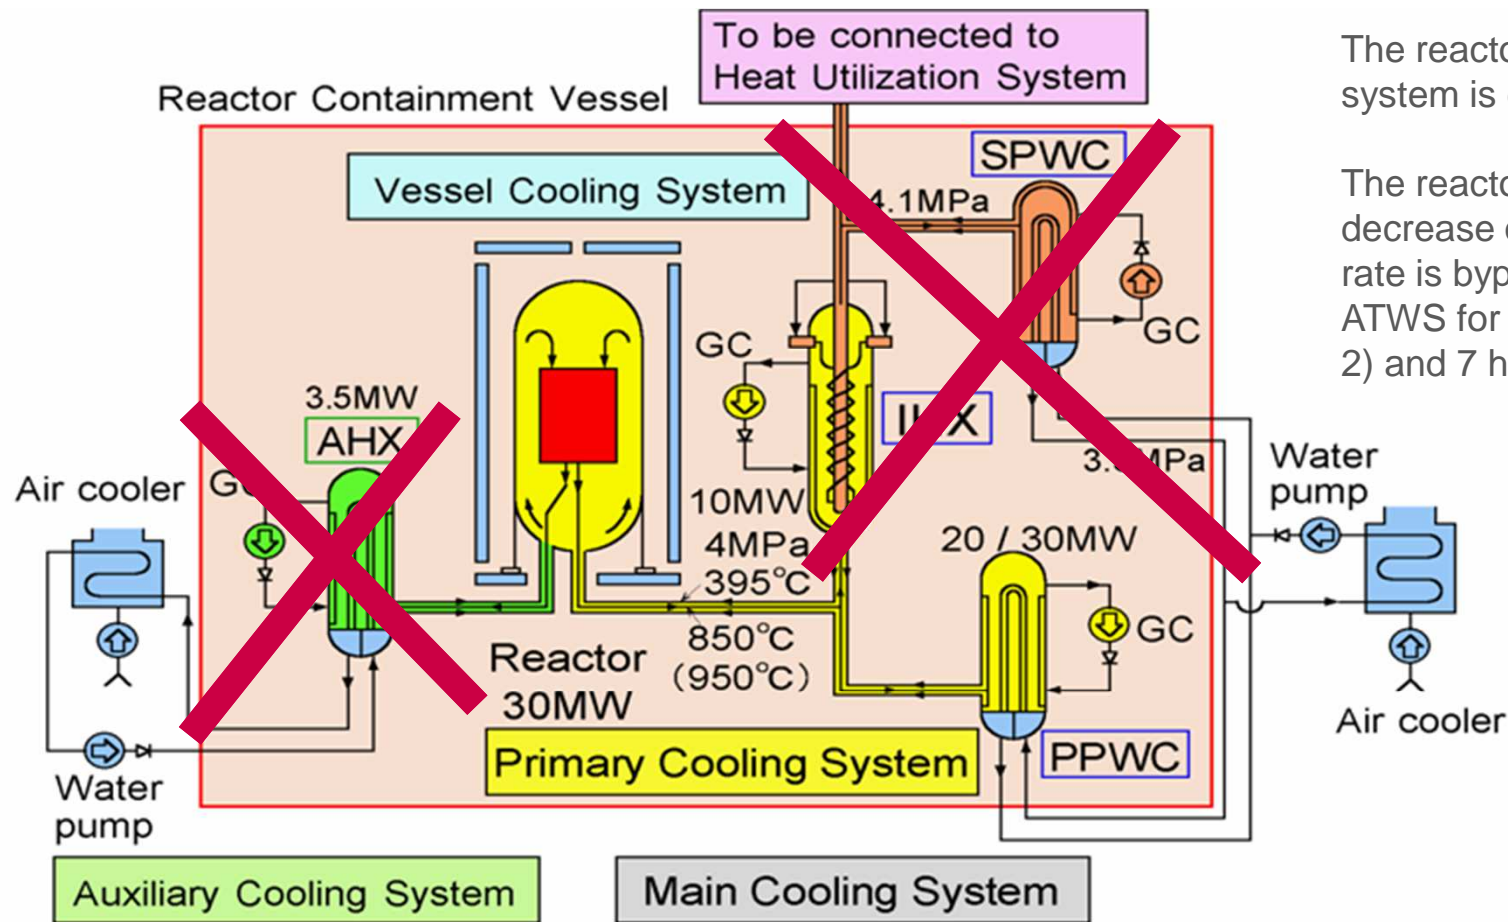 To be connected to
Heat Utilization System
Reactor Containment Vessel
The reacto
system is
SPWC
Vessel Cooling System
4.1MPa
The reacto
decrease
rate is byp
ATWS for
2) and 7 h
GC
GC
3.5MW
AHX
Air cooler
10MW
4MPa
395°C
20 / 30MW
Water
pump
850°C
(950°C)
GC
Reactor
30MW
Air cooler
Primary Cooling System
PPWC
Water
pump
Auxiliary Cooling System
Main Cooling System